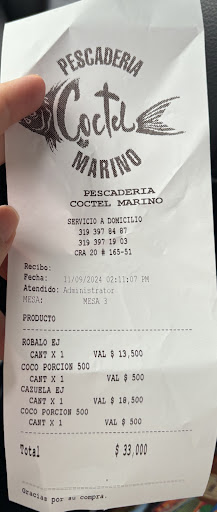 PESCADERIA
Coctel
MARINO
PESCADERIA
COCTEL MARINO
SERVICIO A DOMICILIO
319 397 84 87
319 397 19 03
CRA 20 # 165-51
Recibo:
Fecha: 11/09/2024 02:11:07 PM
Atendido: Administrator
MESA: MESA 3
PRODUCTO
ROBALO EJ
CANT X 1 VAL $ 13,500
COCO PORCION 500
CANT X 1 VAL $ 500
CAZUELA EJ
CANT X 1 VAL $ 18,500
COCO PORCION 500
CANT X 1 VAL $ 500
Total $ 33,000
Gracias por su compra.